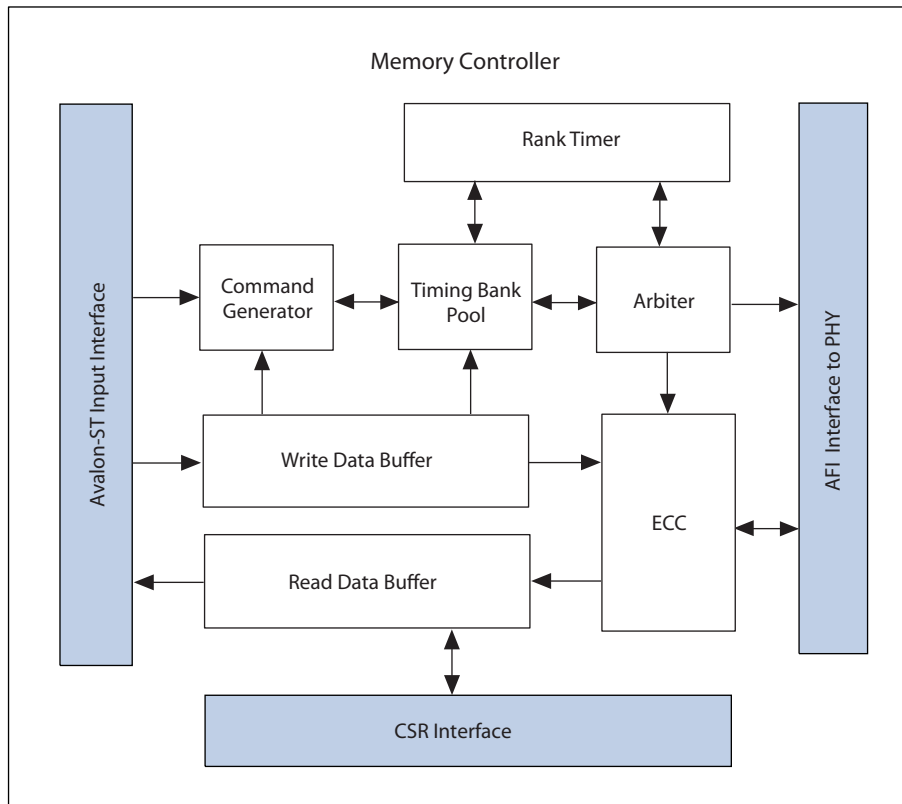 Memory Controller
Rank Timer
Command
Generator
Timing Bank
Pool
Arbiter
Avalon-ST Input Interface
AFI Interface to PHY
Write Data Buffer
ECC
Read Data Buffer
CSR Interface